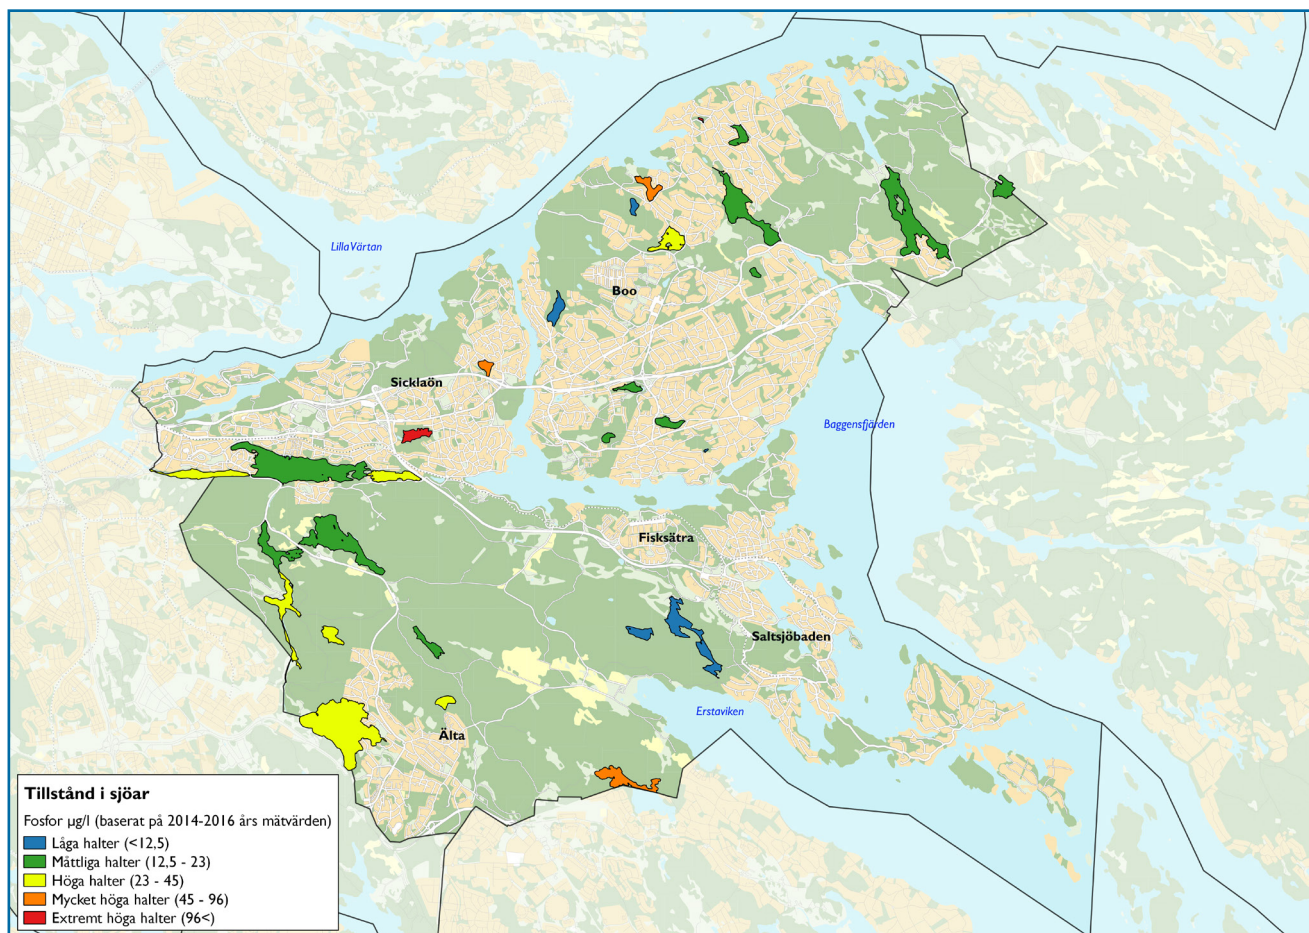 Lilla Värtan
Boo
Sicklaön
Baggensfjärden
Fisksätra
Saltsjöbaden
Erstaviken
Älta
Tillstånd i sjöar
Fosfor µg/l (baserat på 2014-2016 års mätvärden)
Låga halter (<12,5)
Måttliga halter (12,5 - 23)
Höga halter (23 - 45)
Mycket höga halter (45 - 96)
Extremt höga halter (96<)